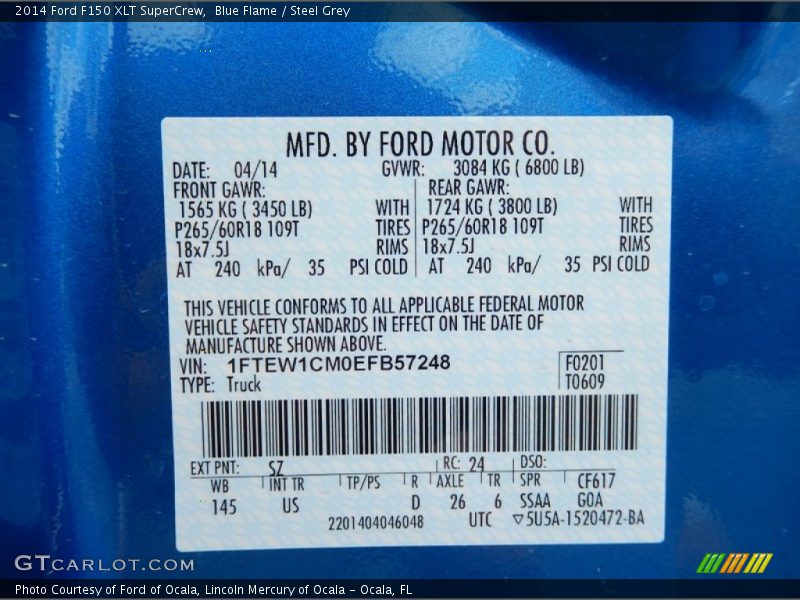 2014 Ford F150 XLT SuperCrew, Blue Flame / Steel Grey
MFD. BY FORD MOTOR CO.
DATE: 04/14 GVWR: 3084 KG ( 6800 LB)
FRONT GAWR: REAR GAWR:
1565 KG ( 3450 LB) WITH 1724 KG ( 3800 LB) WITH
P265/60R18 109T TIRES P265/60R18 109T TIRES
18x7.5J RIMS 18x7.5J RIMS
AT 240 kPa/ 35 PSI COLD AT 240 kPa/ 35 PSI COLD
THIS VEHICLE CONFORMS TO ALL APPLICABLE FEDERAL MOTOR
VEHICLE SAFETY STANDARDS IN EFFECT ON THE DATE OF
MANUFACTURE SHOWN ABOVE.
VIN: 1FTEW1CM0EFB57248 F0201
TYPE: Truck T0609
EXT PNT: SZ RC: 24 DSO:
WB INT TR TP/PS R AXLE TR SPR CF617
145 US D 26 6 SSAA GOA
2201404046048 UTC ▽5U5A-1520472-BA
GTCARLOT.COM
Photo Courtesy of Ford of Ocala, Lincoln Mercury of Ocala - Ocala, FL